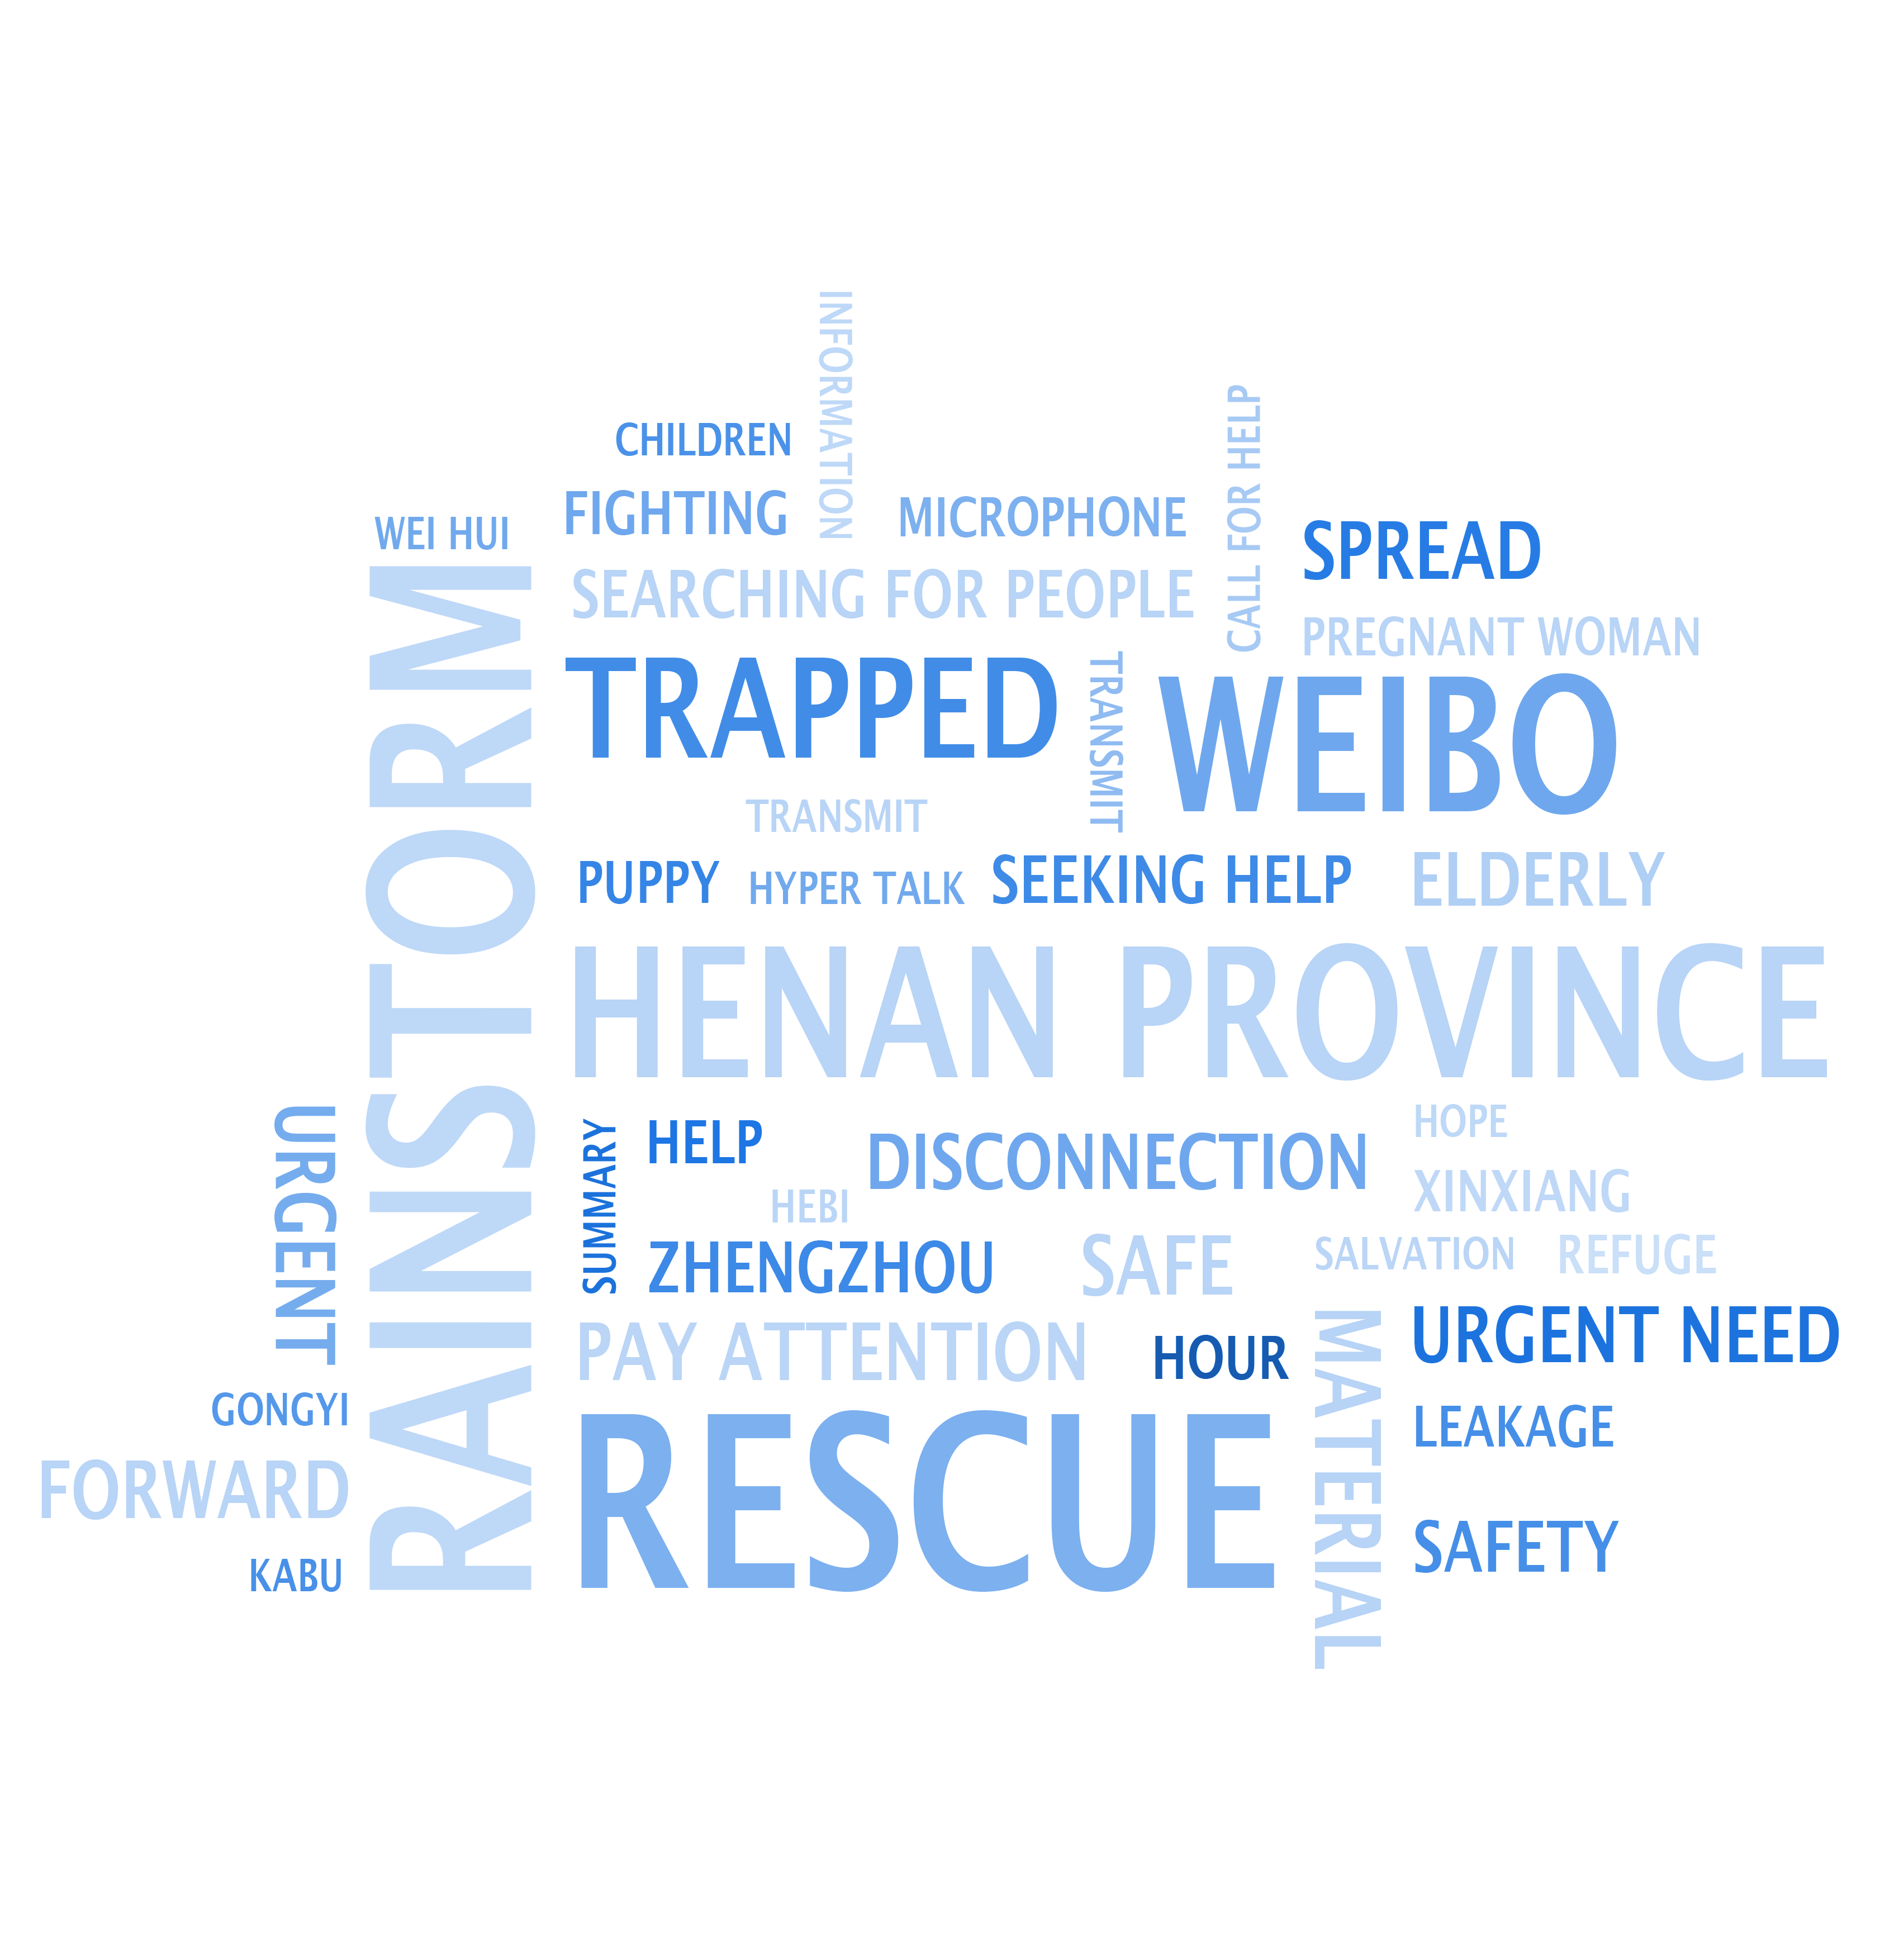 INFORMATION
CALL FOR HELP
CHILDREN
FIGHTING
MICROPHONE
WEI HUI
SPREAD
SEARCHING FOR PEOPLE
PREGNANT WOMAN
RAINSTORM
TRAPPED
TRANSMIT
WEIBO
TRANSMIT
PUPPY
HYPER TALK
SEEKING HELP
ELDERLY
HENAN PROVINCE
URGENT
SUMMARY
HELP
DISCONNECTION
HOPE
HEBI
XINXIANG
ZHENGZHOU
SAFE
SALVATION
REFUGE
PAY ATTENTION
HOUR
MATERIAL
URGENT NEED
GONGYI
RESCUE
LEAKAGE
FORWARD
SAFETY
KABU